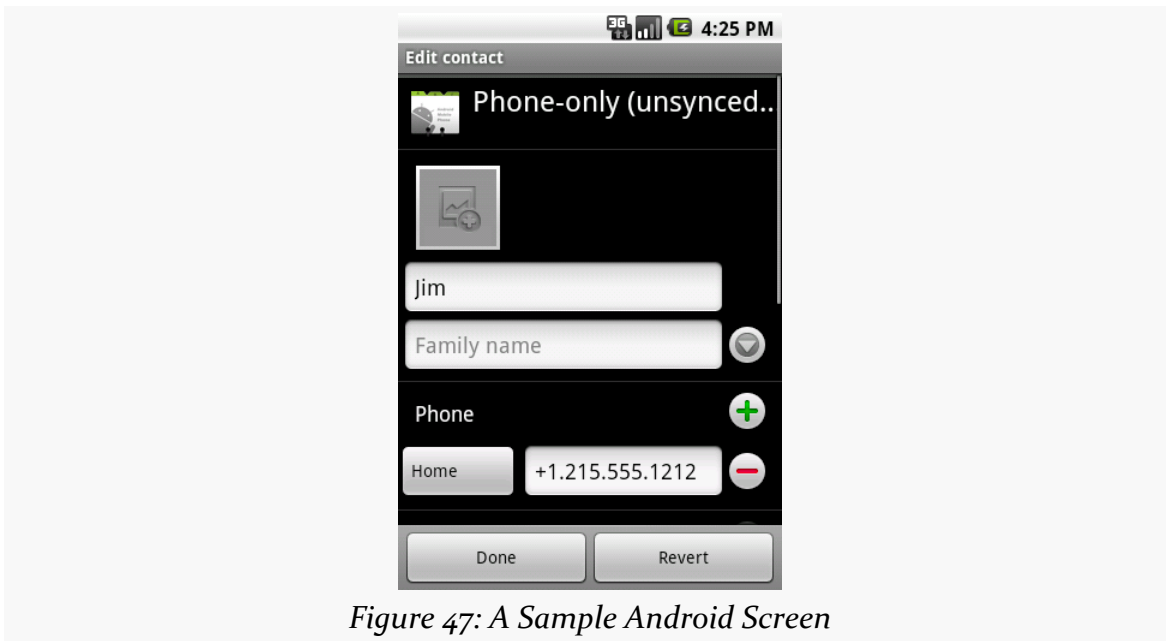 3G 4:25 PM
Edit contact
Phone-only (unsynced..
Jim
Family name
Phone
Home +1.215.555.1212
Done Revert
Figure 47: A Sample Android Screen